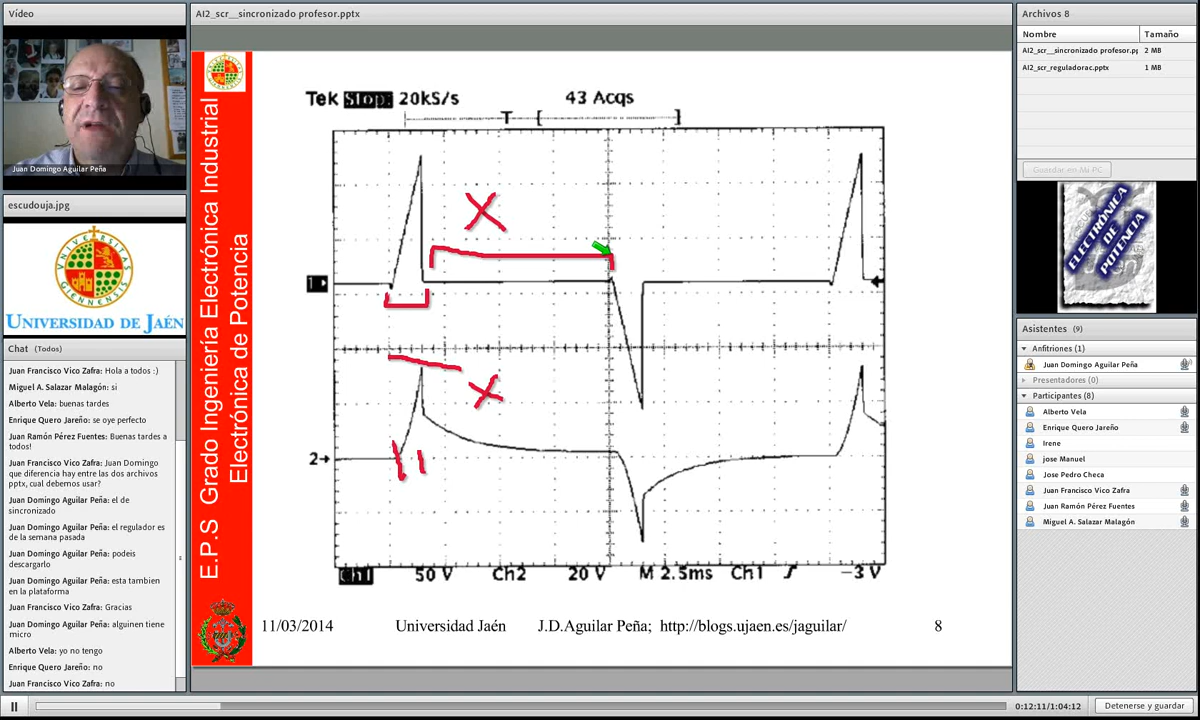 Vídeo
Juan Domingo Aguilar Peña
escudouja.jpg
UNIVERSITAS
GIENNENSIS
UNIVERSIDAD DE JAÉN
Chat (Todos)
Juan Francisco Vico Zafra: Hola a todos :)
Miguel A. Salazar Malagón: si
Alberto Vela: buenas tardes
Enrique Quero Jareño: se oye perfecto
Juan Ramón Pérez Fuentes: Buenas tardes a
todos!
Juan Francisco Vico Zafra: Juan Domingo
que diferencia hay entre las dos archivos
pptx, cual debemos usar?
Juan Domingo Aguilar Peña: el de
sincronizado
Juan Domingo Aguilar Peña: el regulador es
de la semana pasada
Juan Domingo Aguilar Peña: podeis
descargarlo
Juan Domingo Aguilar Peña: esta tambien
en la plataforma
Juan Francisco Vico Zafra: Gracias
Juan Domingo Aguilar Peña: alguinen tiene
micro
Alberto Vela: yo no tengo
Enrique Quero Jareño: no
Juan Francisco Vico Zafra: no
AI2_scr__sincronizado profesor.pptx
E.P.S Grado Ingeniería Electrónica Industrial
Electrónica de Potencia
Tek Stop: 20kS/s 43 Acqs
T
1
2
Ch1 50 V Ch2 20 V M 2.5ms Ch1 -3 V
11/03/2014 Universidad Jaén J.D.Aguilar Peña; http://blogs.ujaen.es/jaguilar/ 8
Archivos 8
Nombre Tamaño
AI2_scr__sincronizado profesor.pp 2 MB
AI2_scr_reguladorac.pptx 1 MB
Guardar en Mi PC
ELECTRÓNICA
DE
POTENCIA
Asistentes (9)
Anfitriones (1)
Juan Domingo Aguilar Peña
Presentadores (0)
Participantes (8)
Alberto Vela
Enrique Quero Jareño
Irene
jose Manuel
Jose Pedro Checa
Juan Francisco Vico Zafra
Juan Ramón Pérez Fuentes
Miguel A. Salazar Malagón
0:12:11/1:04:12
Detenerse y guardar